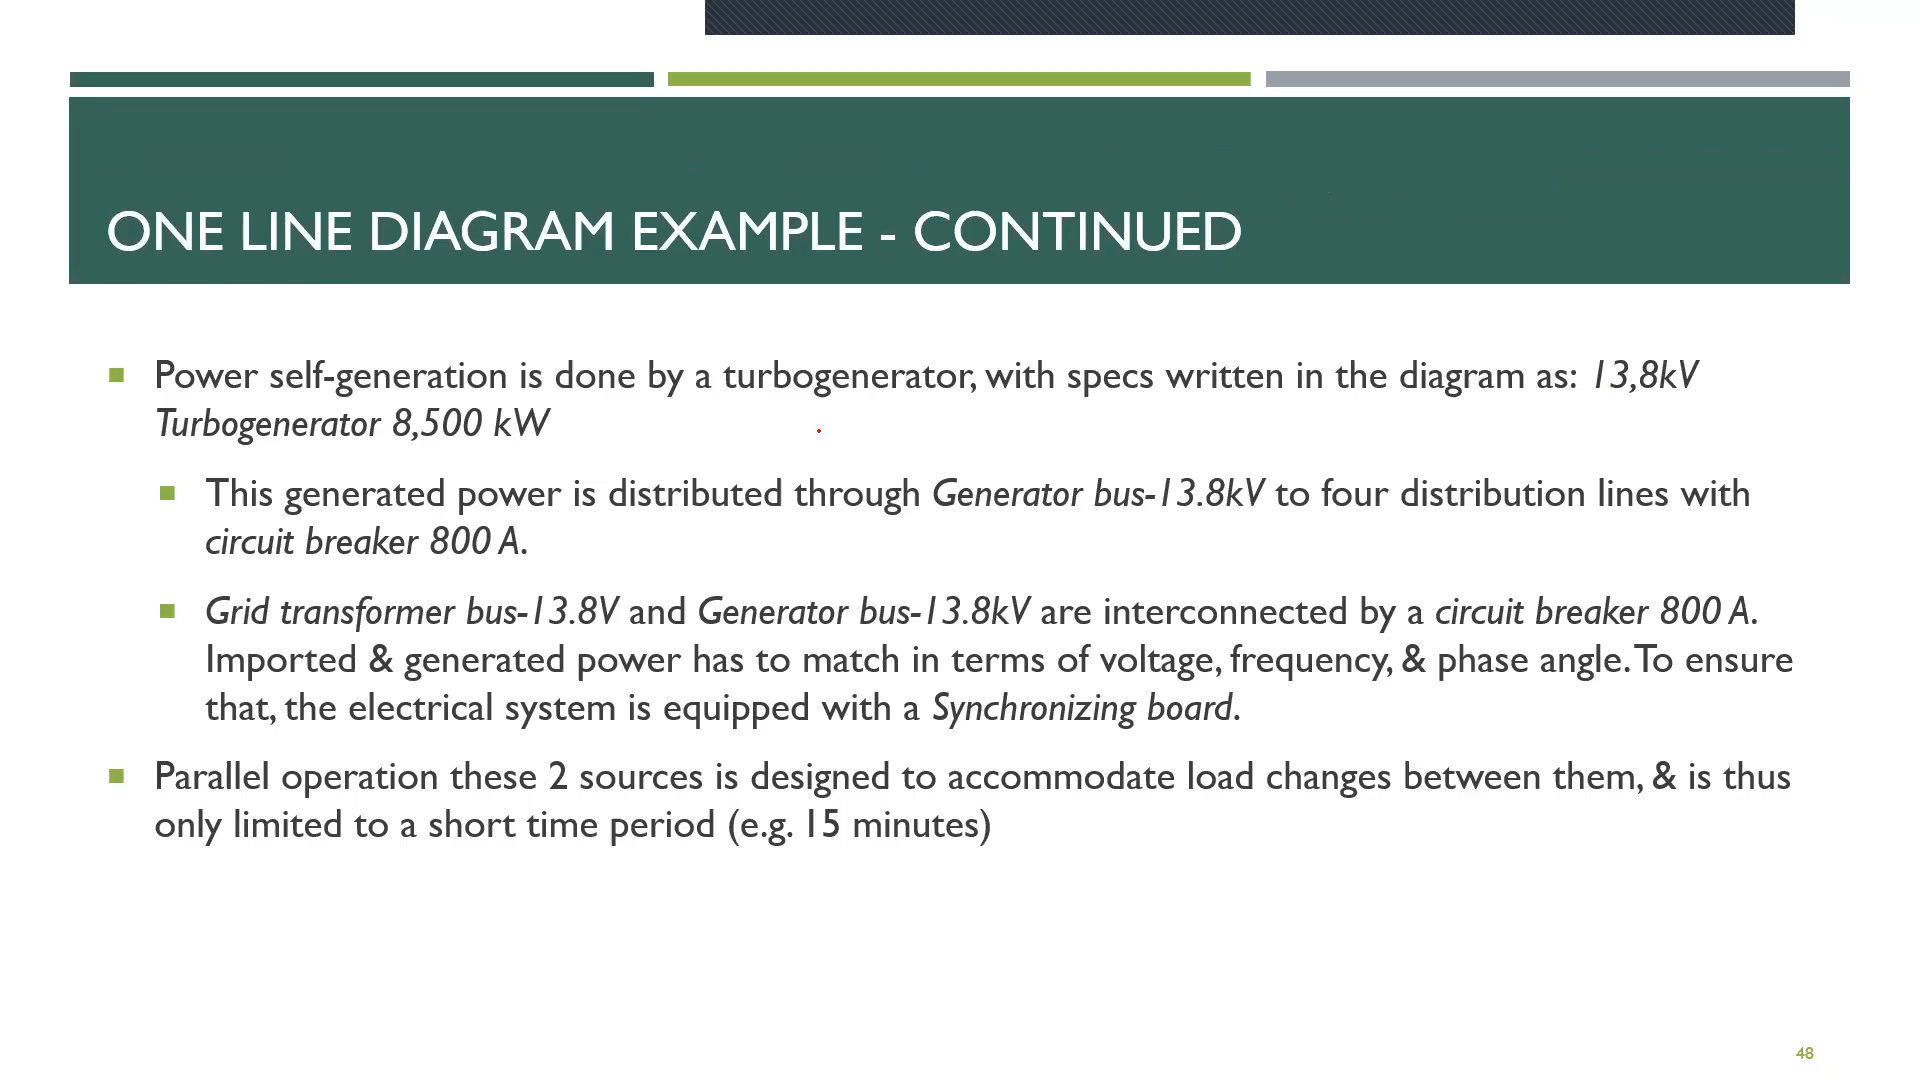 ONE LINE DIAGRAM EXAMPLE - CONTINUED
Power self-generation is done by a turbogenerator, with specs written in the diagram as: 13,8kV
Turbogenerator 8,500 kW
This generated power is distributed through Generator bus-13.8kV to four distribution lines with
circuit breaker 800 A.
Grid transformer bus-13.8V and Generator bus-13.8kV are interconnected by a circuit breaker 800 A.
Imported & generated power has to match in terms of voltage, frequency, & phase angle. To ensure
that, the electrical system is equipped with a Synchronizing board.
Parallel operation these 2 sources is designed to accommodate load changes between them, & is thus
only limited to a short time period (e.g. 15 minutes)
48